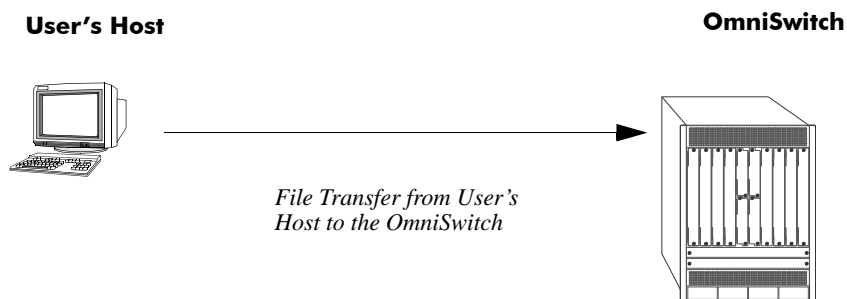 User's Host
OmniSwitch
File Transfer from User's
Host to the OmniSwitch